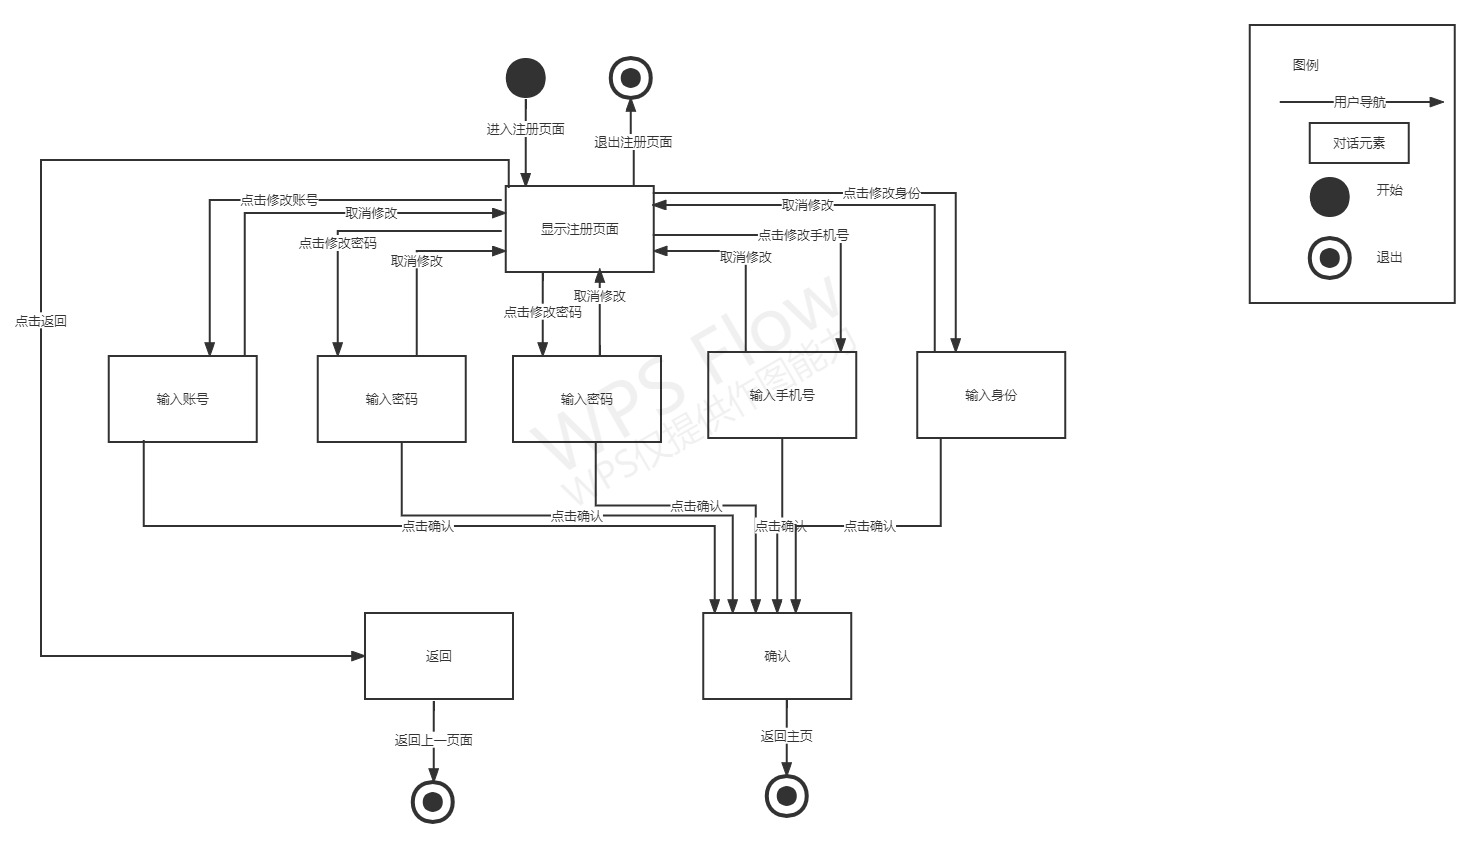 图例
用户导航
对话元素
开始
退出
进入注册页面
退出注册页面
点击修改账号
取消修改
点击修改密码
取消修改
显示注册页面
点击修改身份
取消修改
点击修改手机号
取消修改
点击修改密码
取消修改
点击返回
输入账号
输入密码
输入密码
输入手机号
输入身份
WPS Flow
WPS仅提供作图能力
点击确认
点击确认
点击确认
点击确认
点击确认
返回
确认
返回上一页面
返回主页